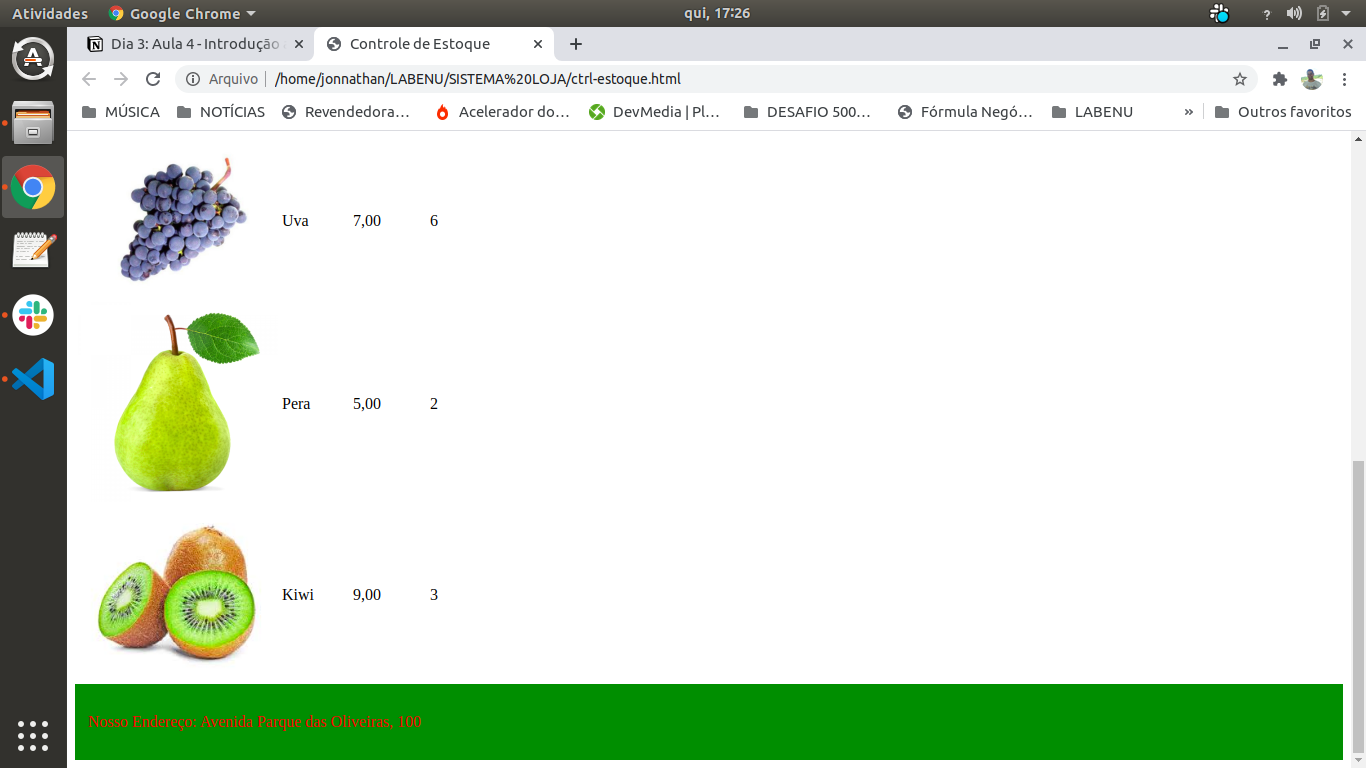 Atividades Google Chrome qui, 17:26 ?
Dia 3: Aula 4 - Introdução Controle de Estoque
Arquivo /home/jonnathan/LABENU/SISTEMA%20LOJA/ctrl-estoque.html
MÚSICA NOTÍCIAS Revendedora… Acelerador do… DevMedia | Pl… DESAFIO 500… Fórmula Negó… LABENU » Outros favoritos
Uva 7,00 6
Pera 5,00 2
Kiwi 9,00 3
Nosso Endereço: Avenida Parque das Oliveiras, 100